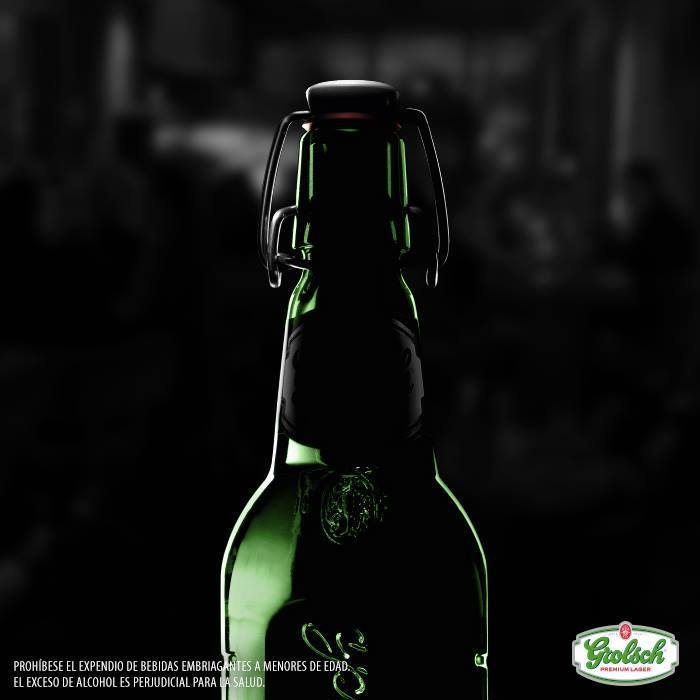 PROHÍBESE EL EXPENDIO DE BEBIDAS EMBRIAGANTES A MENORES DE EDAD.
EL EXCESO DE ALCOHOL ES PERJUDICIAL PARA LA SALUD.
Grolsch
PREMIUM LAGER